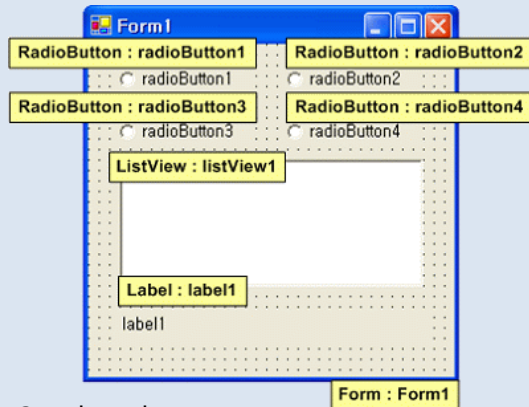 Form1
RadioButton : radioButton1
RadioButton : radioButton2
radioButton1
radioButton2
RadioButton : radioButton3
RadioButton : radioButton4
radioButton3
radioButton4
ListView : listView1
Label : label1
label1
Form : Form1